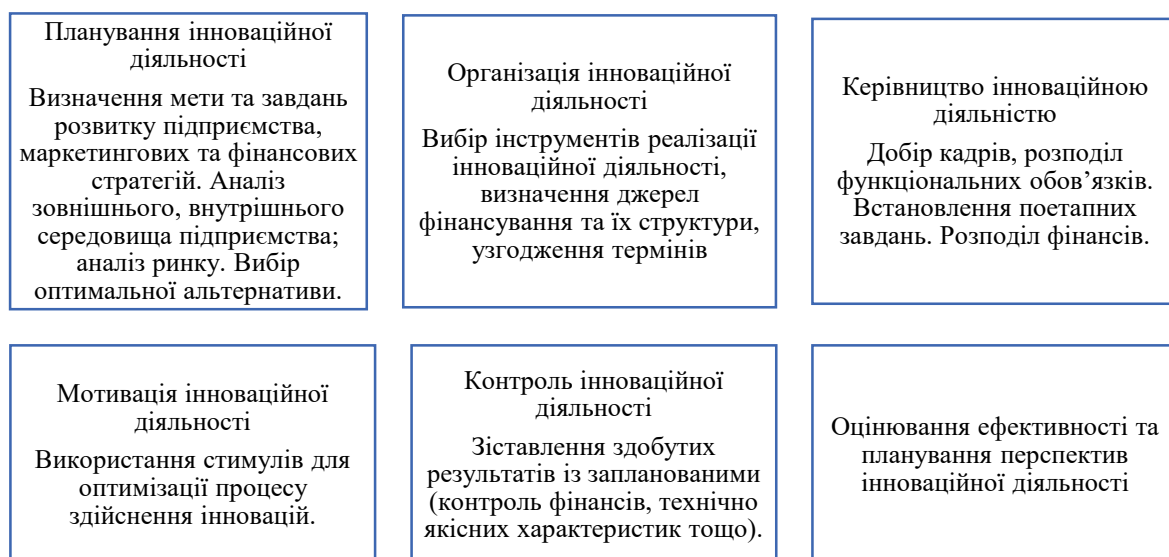 Планування інноваційної
діяльності
Визначення мети та завдань
розвитку підприємства,
маркетингових та фінансових
стратегій. Аналіз
зовнішнього, внутрішнього
середовища підприємства;
аналіз ринку. Вибір
оптимальної альтернативи.
Організація інноваційної
діяльності
Вибір інструментів реалізації
інноваційної діяльності,
визначення джерел
фінансування та їх структури,
узгодження термінів
Керівництво інноваційною
діяльністю
Добір кадрів, розподіл
функціональних обов’язків.
Встановлення поетапних
завдань. Розподіл фінансів.
Мотивація інноваційної
діяльності
Використання стимулів для
оптимізації процесу
здійснення інновацій.
Контроль інноваційної
діяльності
Зіставлення здобутих
результатів із запланованими
(контроль фінансів, технічно
якісних характеристик тощо).
Оцінювання ефективності та
планування перспектив
інноваційної діяльності